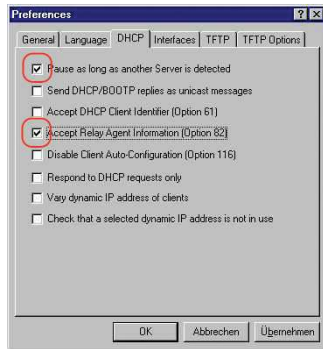 Preferences
General Language DHCP Interfaces TFTP TFTP Options
Pause as long as another Server is detected
Send DHCP/BOOTP replies as unicast messages
Accept DHCP Client Identifier (Option 61)
Accept Relay Agent Information (Option 82)
Disable Client Auto-Configuration (Option 116)
Respond to DHCP requests only
Vary dynamic IP address of clients
Check that a selected dynamic IP address is not in use
OK Abbrechen Übernehmen